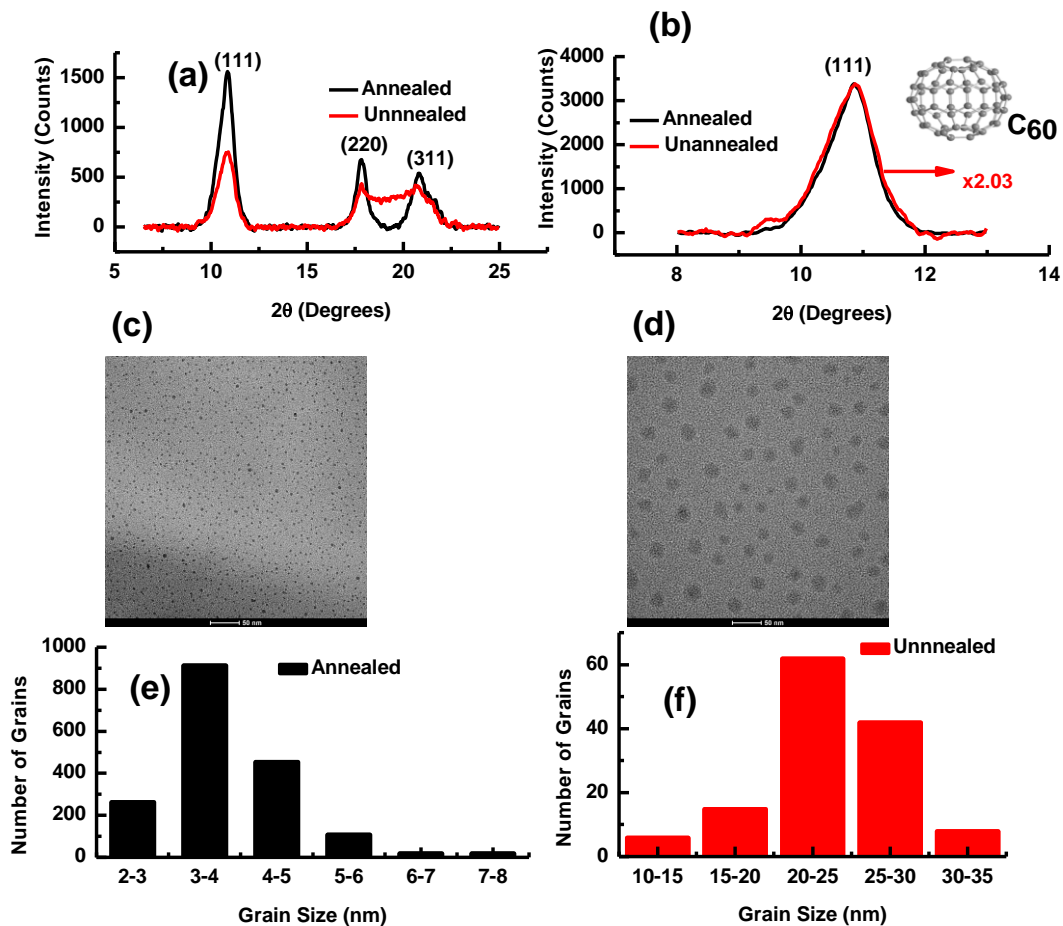 (a)
(111)
(220)
(311)
Annealed
Unnnealed
1500
1000
500
0
Intensity (Counts)
5
10
15
20
25
2θ (Degrees)
(b)
(111)
Annealed
Unannealed
x2.03
C60
4000
3000
2000
1000
0
Intensity (Counts)
8
10
12
14
2θ (Degrees)
(c)
50 nm
(d)
50 nm
(e)
Annealed
1000
800
600
400
200
0
Number of Grains
2-3
3-4
4-5
5-6
6-7
7-8
Grain Size (nm)
(f)
Unnnealed
60
40
20
0
Number of Grains
10-15
15-20
20-25
25-30
30-35
Grain Size (nm)